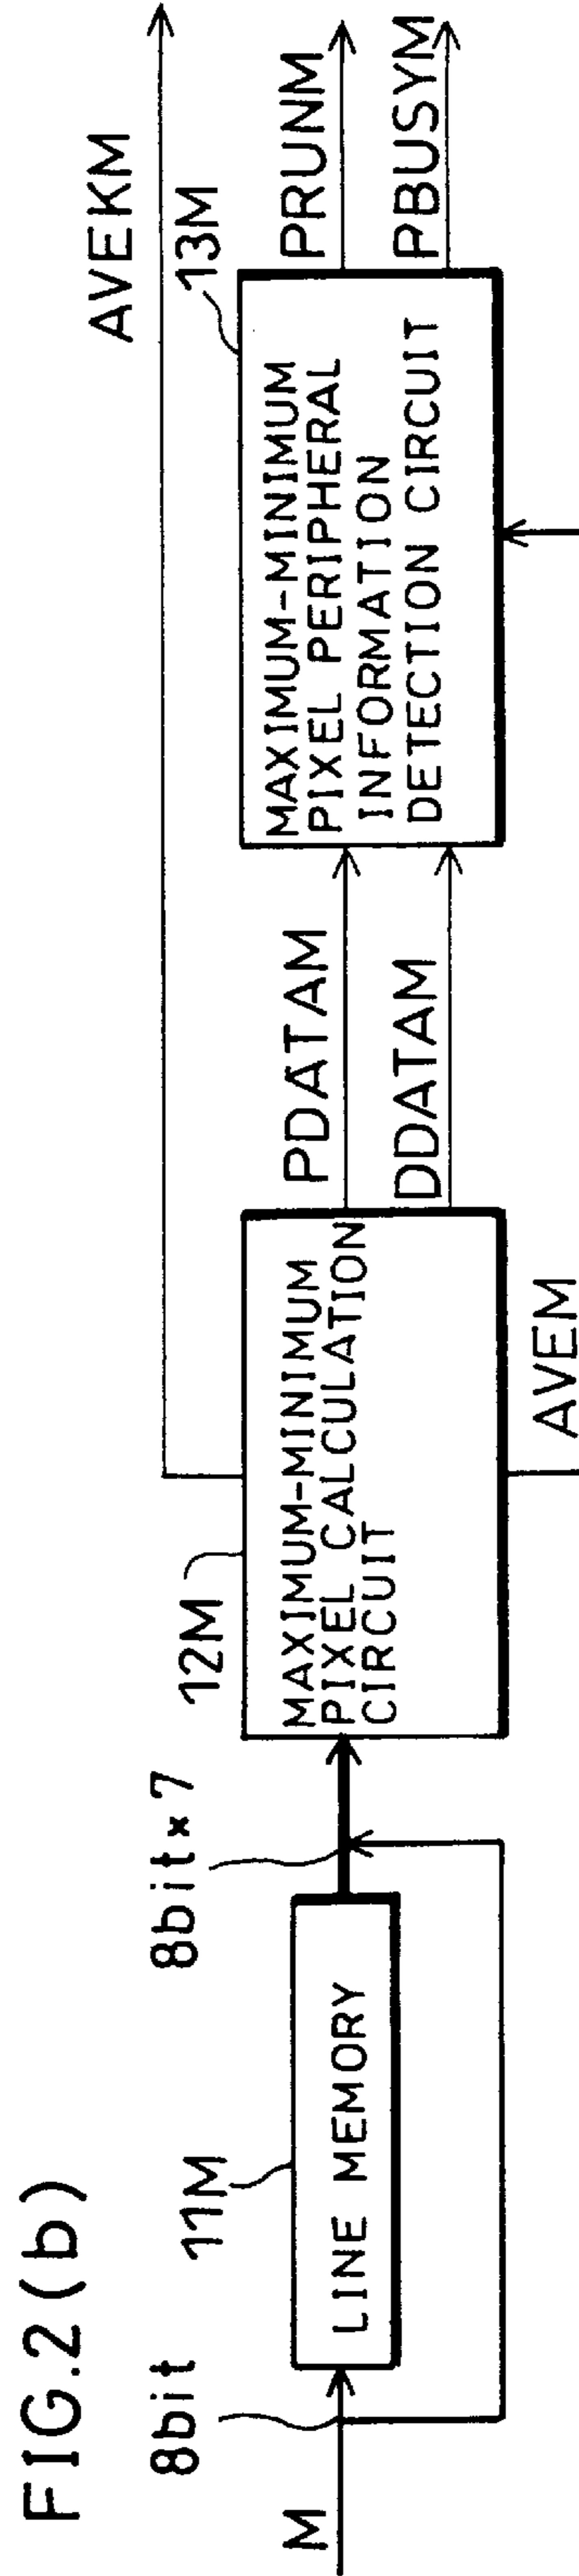 FIG.2(b)
M
8bit
11M
LINE MEMORY
8bit×7
12M
MAXIMUM-MINIMUM
PIXEL CALCULATION
CIRCUIT
AVEM
PDATAM
DDATAM
AVEKM
13M
MAXIMUM-MINIMUM
PIXEL PERIPHERAL
INFORMATION
DETECTION CIRCUIT
PRUNM
PBUSYM